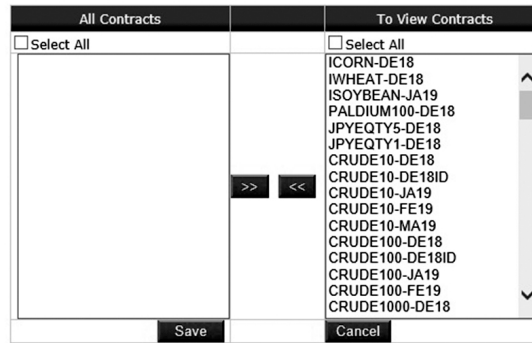 All Contracts
To View Contracts
Select All
Select All
ICORN-DE18
IWHEAT-DE18
ISOYBEAN-JA19
PALDIUM100-DE18
JPYEQTY5-DE18
JPYEQTY1-DE18
CRUDE10-DE18
CRUDE10-DE18ID
CRUDE10-JA19
CRUDE10-FE19
CRUDE10-MA19
CRUDE100-DE18
CRUDE100-DE18ID
CRUDE100-JA19
CRUDE100-FE19
CRUDE1000-DE18
>>
<<
Save
Cancel